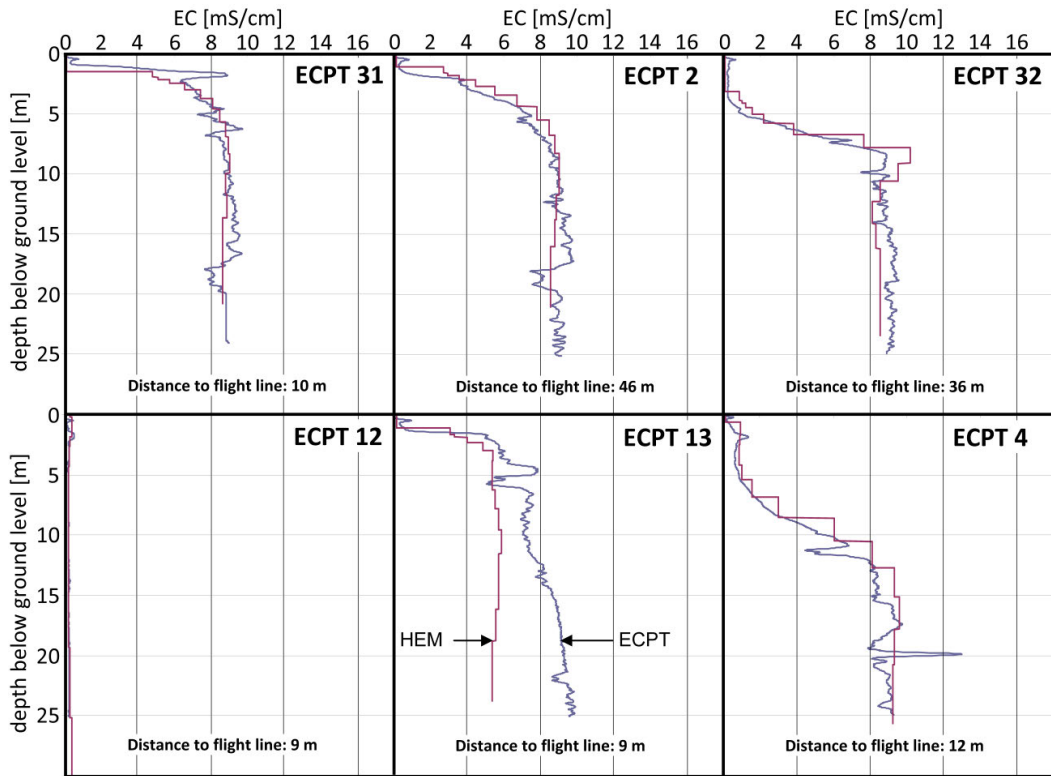 EC [mS/cm] EC [mS/cm] EC [mS/cm]
0 2 4 6 8 10 12 16 0 2 4 6 8 10 12 16 0 2 4 6 8 10 12 16
depth below ground level [m]
0
5
10
15
20
25
ECPT 31
Distance to flight line: 10 m
ECPT 2
Distance to flight line: 46 m
ECPT 32
Distance to flight line: 36 m
depth below ground level [m]
0
5
10
15
20
25
ECPT 12
Distance to flight line: 9 m
ECPT 13
HEM
ECPT
Distance to flight line: 9 m
ECPT 4
Distance to flight line: 12 m